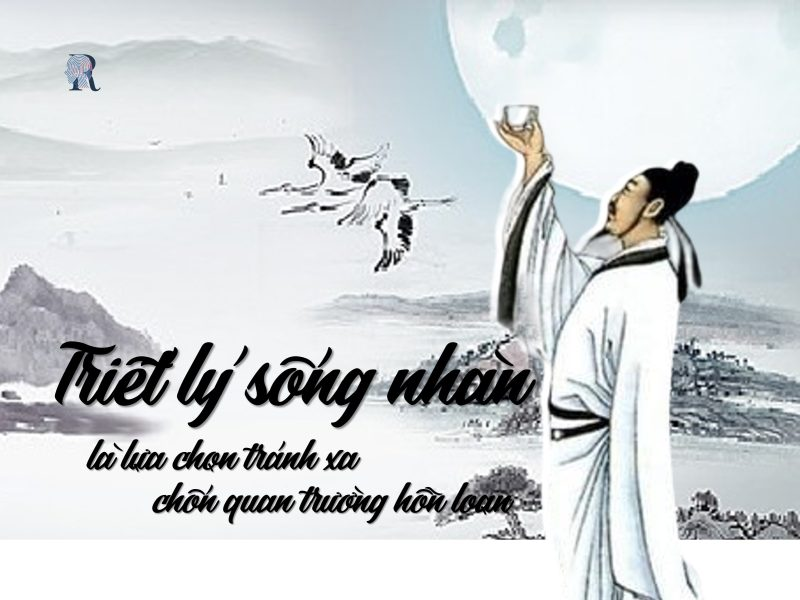 R
Triết lý sống nhàn
là lựa chọn tránh xa
chốn quan trường hỗn loạn